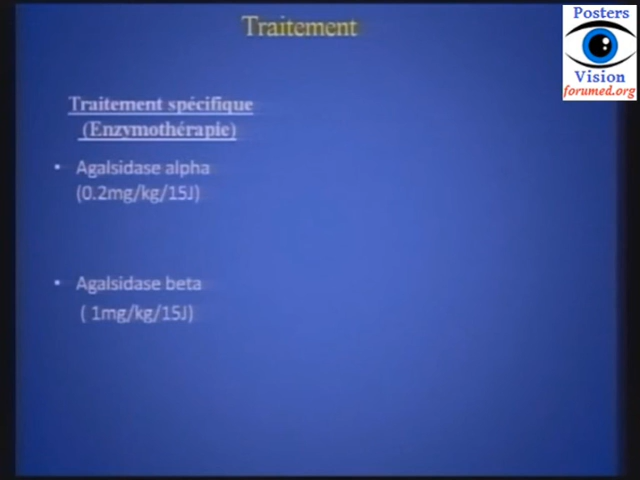 Traitement
Posters
Vision
forumed.org
Traitement spécifique
(Enzymothérapie)
• Agalsidase alpha
(0.2mg/kg/15J)
• Agalsidase beta
( 1mg/kg/15J)